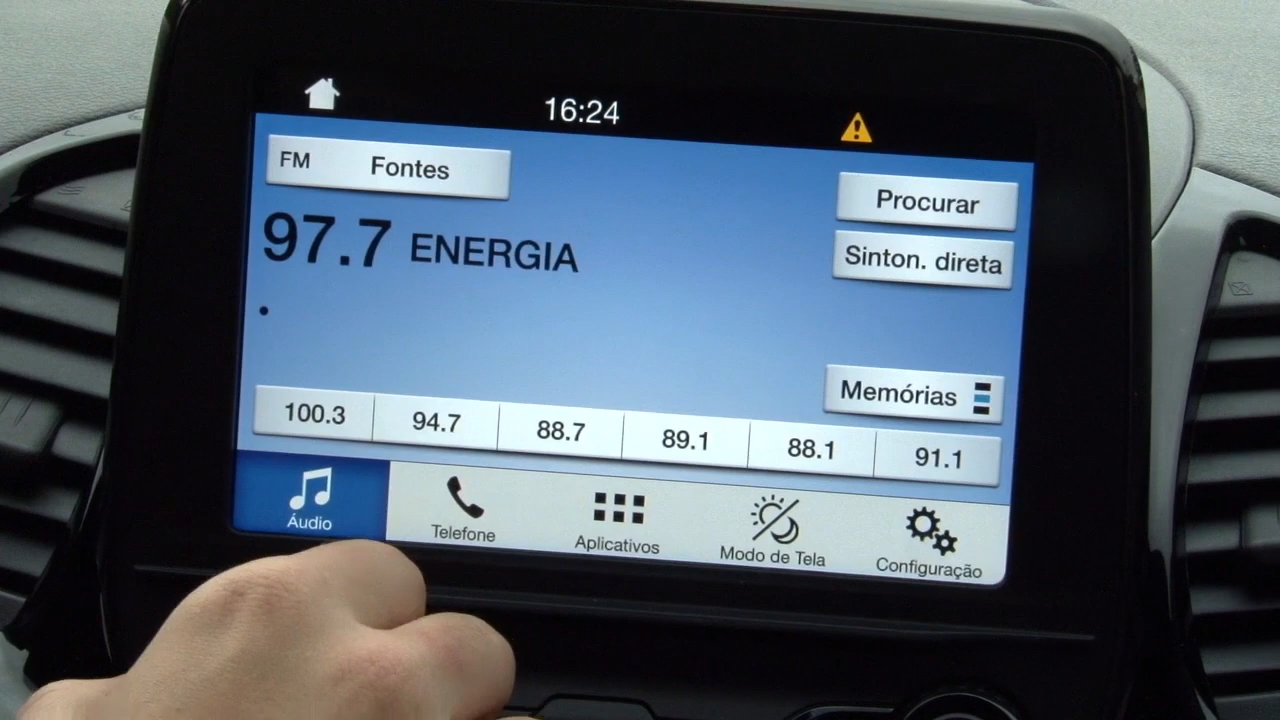 16:24
FM Fontes
Procurar
97.7 ENERGIA
Sinton. direta
Memórias
100.3 94.7 88.7 89.1 88.1 91.1
Áudio Telefone Aplicativos Modo de Tela Configuração